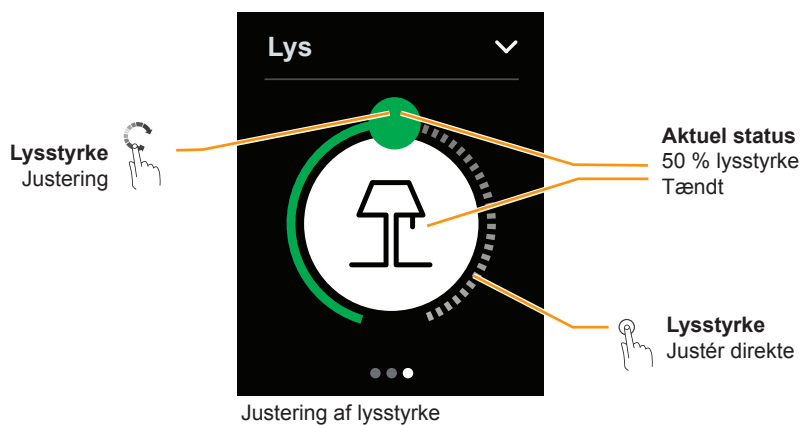 Lys
Lysstyrke
Justering
Aktuel status
50 % lysstyrke
Tændt
Lysstyrke
Justér direkte
Justering af lysstyrke